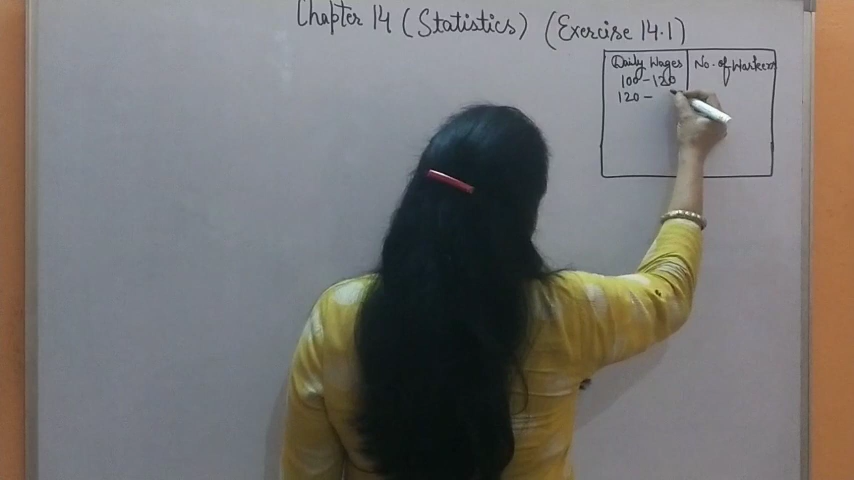 Chapter 14 (Statistics) (Exercise 14.1)
Daily Wages No. of Workers
100-120
120-